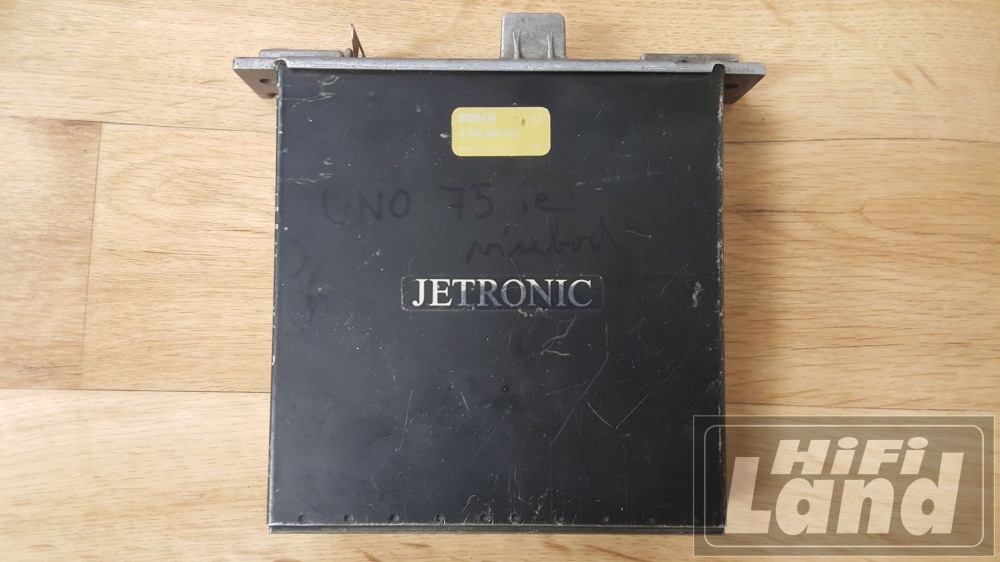 BOSCH
UNO 75 ie
JETRONIC
HiFi
Land